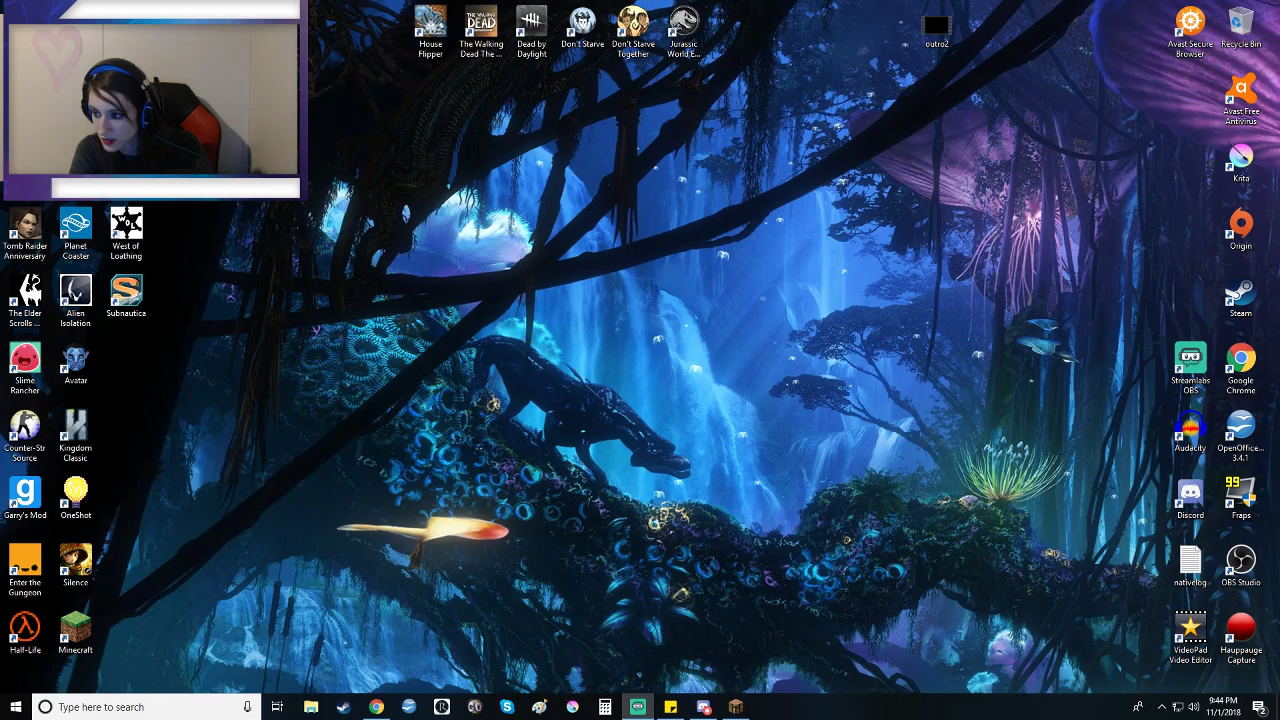 House
Flipper
The Walking
Dead The ...
Dead by
Daylight
Don't Starve
Don't Starve
Together
Jurassic
World E...
outro2
Avast Secure
Browser
Recycle Bin
Avast Free
Antivirus
Krita
Origin
Steam
Tomb Raider
Anniversary
Planet
Coaster
West of
Loathing
The Elder
Scrolls ...
Alien
Isolation
Subnautica
Slime
Rancher
Avatar
Streamlabs
OBS
Google
Chrome
Counter-Str
Source
Kingdom
Classic
Audacity
OpenOffice...
3.4.1
Garry's Mod
OneShot
Discord
99
Fraps
Enter the
Gungeon
Silence
nativelog
OBS Studio
Half-Life
Minecraft
VideoPad
Video Editor
Hauppauge
Capture
Type here to search
9:44 PM
11/1/2018